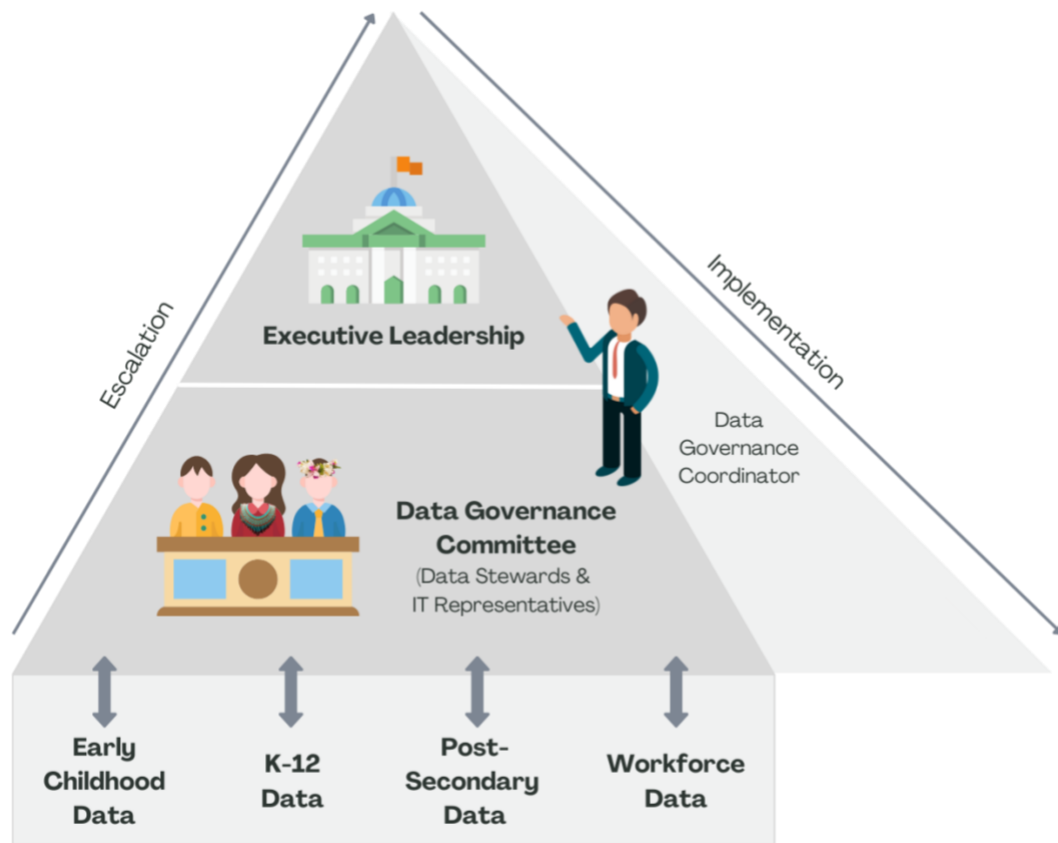 Escalation
Implementation
Executive Leadership
Data
Governance
Coordinator
Data Governance
Committee
(Data Stewards &
IT Representatives)
Early
Childhood
Data
K-12
Data
Post-
Secondary
Data
Workforce
Data